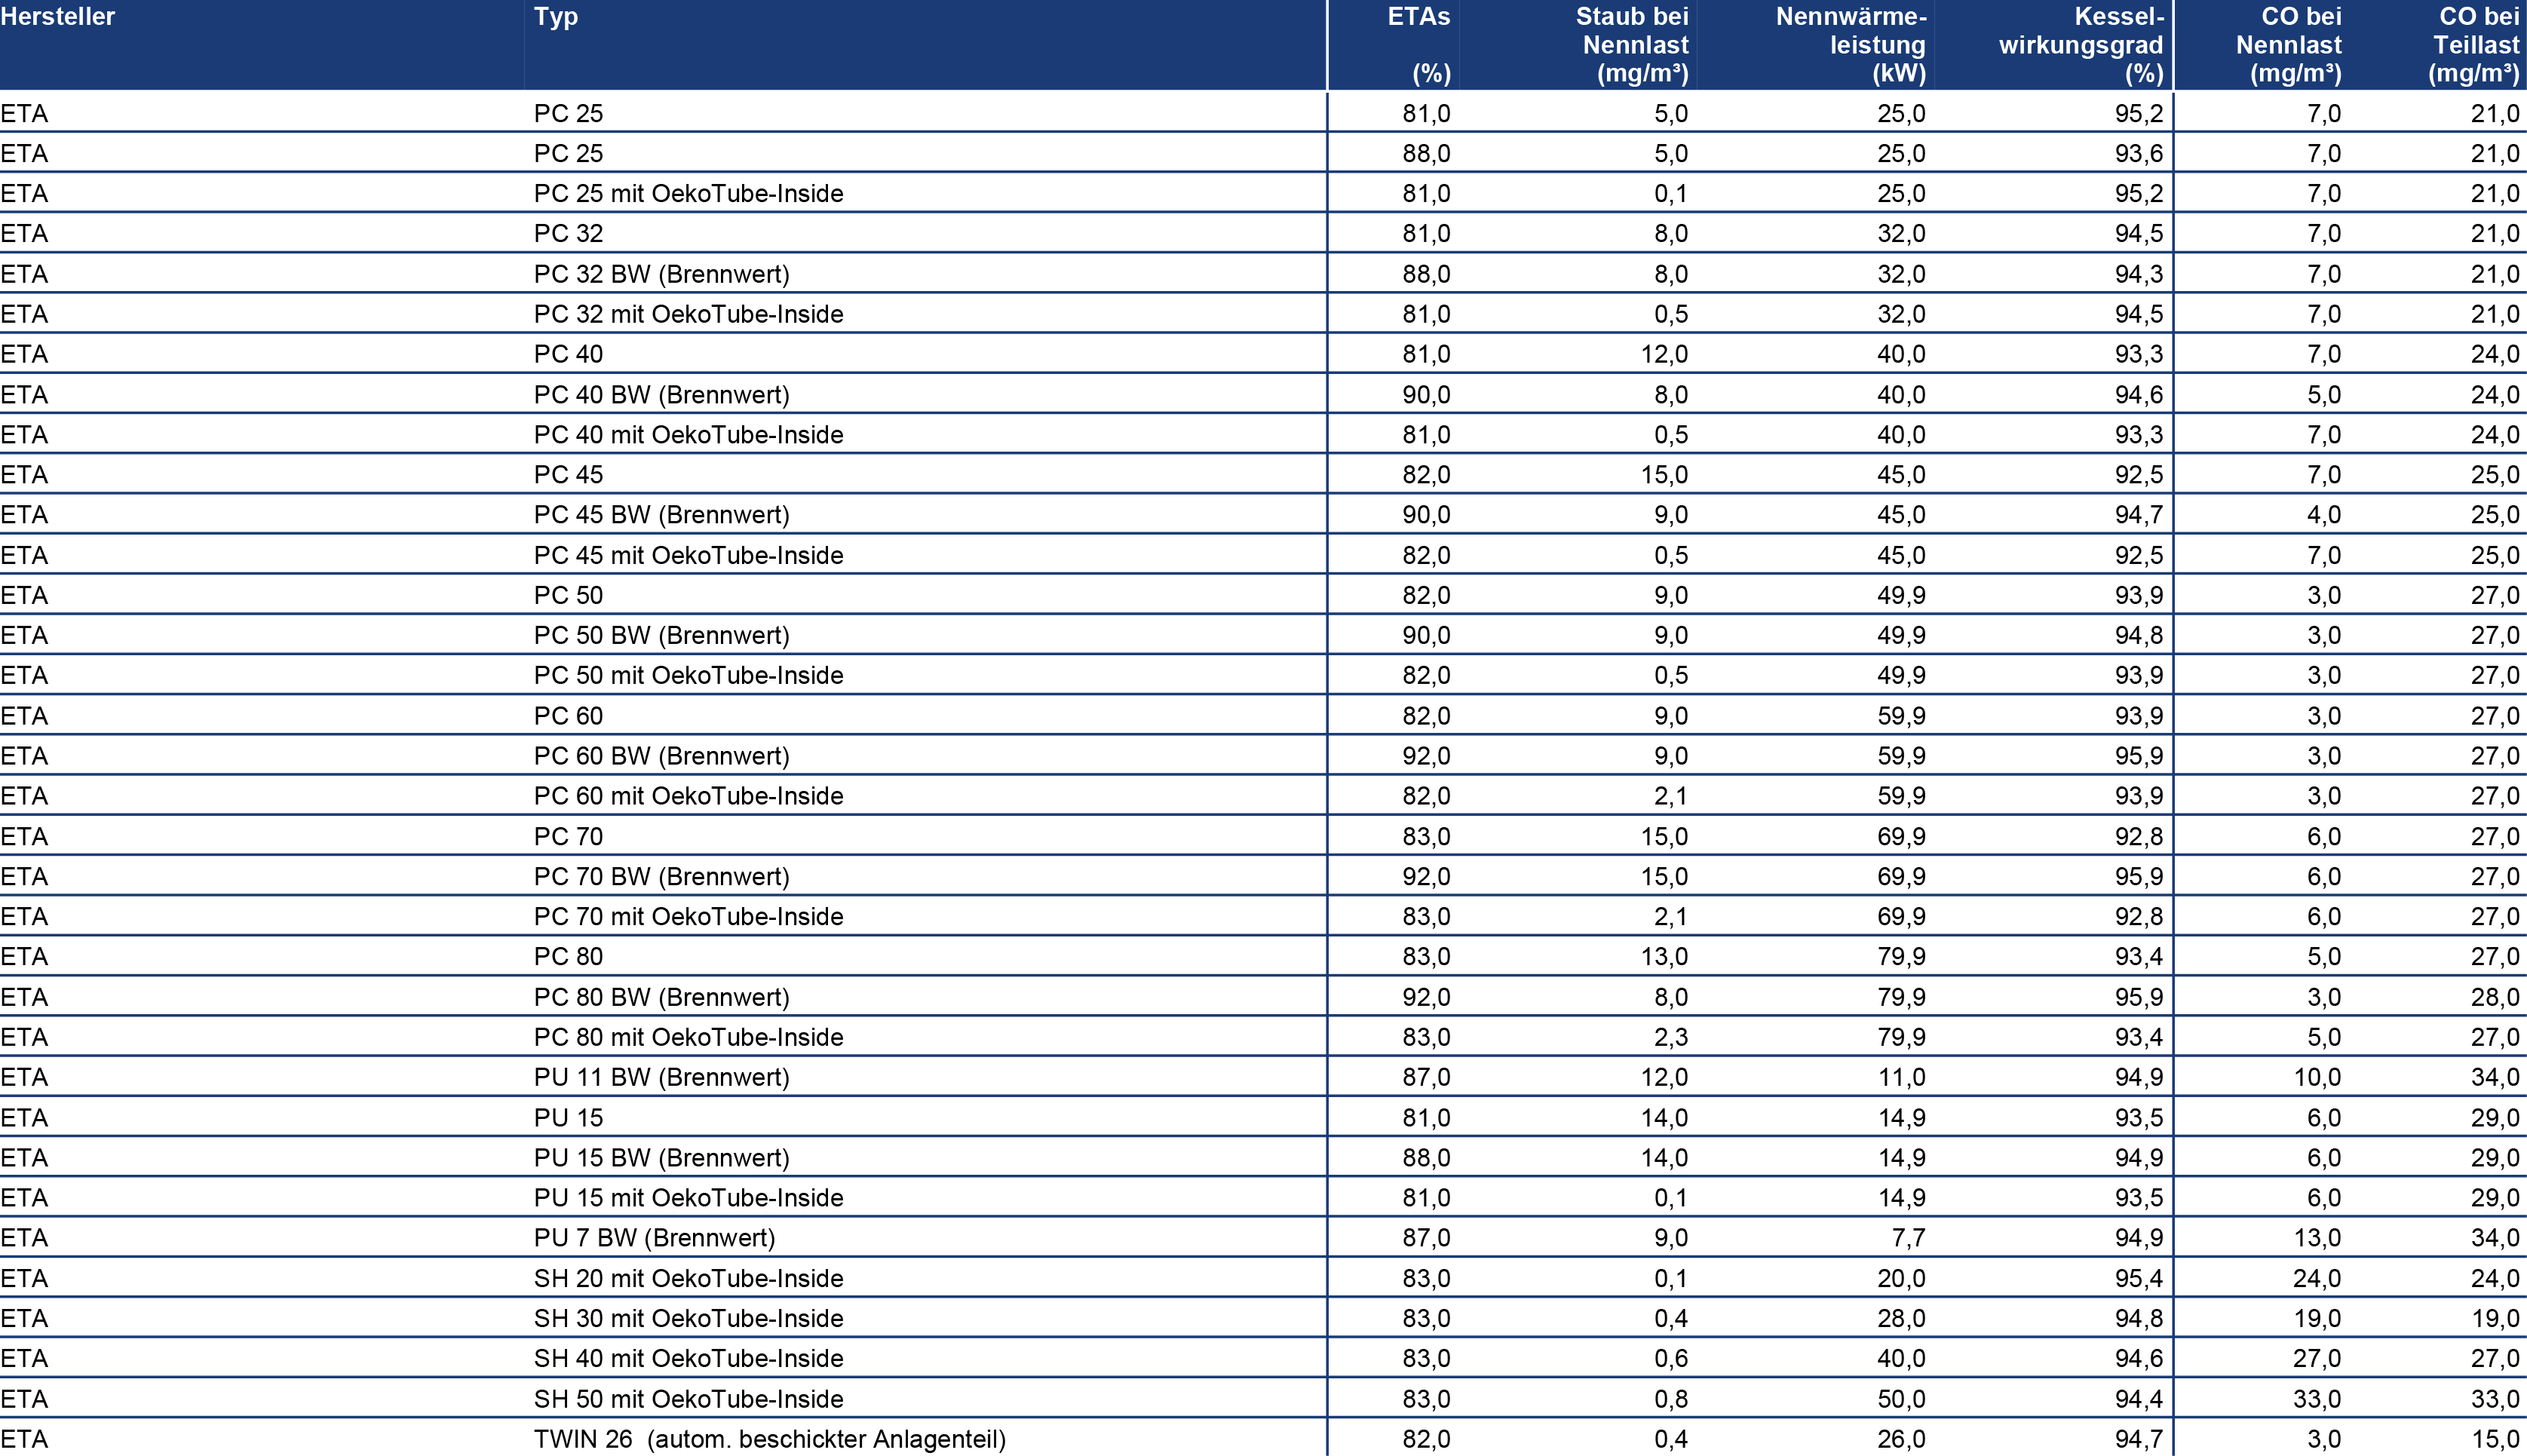 Hersteller Typ ETAs Staub bei Nennwärme- Kessel- CO bei CO bei
Nennlast leistung wirkungsgrad Nennlast Teillast
(%) (mg/m³) (kW) (%) (mg/m³) (mg/m³)
ETA PC 25 81,0 5,0 25,0 95,2 7,0 21,0
ETA PC 25 88,0 5,0 25,0 93,6 7,0 21,0
ETA PC 25 mit OekoTube-Inside 81,0 0,1 25,0 95,2 7,0 21,0
ETA PC 32 81,0 8,0 32,0 94,5 7,0 21,0
ETA PC 32 BW (Brennwert) 88,0 8,0 32,0 94,3 7,0 21,0
ETA PC 32 mit OekoTube-Inside 81,0 0,5 32,0 94,5 7,0 21,0
ETA PC 40 81,0 12,0 40,0 93,3 7,0 24,0
ETA PC 40 BW (Brennwert) 90,0 8,0 40,0 94,6 5,0 24,0
ETA PC 40 mit OekoTube-Inside 81,0 0,5 40,0 93,3 7,0 24,0
ETA PC 45 82,0 15,0 45,0 92,5 7,0 25,0
ETA PC 45 BW (Brennwert) 90,0 9,0 45,0 94,7 4,0 25,0
ETA PC 45 mit OekoTube-Inside 82,0 0,5 45,0 92,5 7,0 25,0
ETA PC 50 82,0 9,0 49,9 93,9 3,0 27,0
ETA PC 50 BW (Brennwert) 90,0 9,0 49,9 94,8 3,0 27,0
ETA PC 50 mit OekoTube-Inside 82,0 0,5 49,9 93,9 3,0 27,0
ETA PC 60 82,0 9,0 59,9 93,9 3,0 27,0
ETA PC 60 BW (Brennwert) 92,0 9,0 59,9 95,9 3,0 27,0
ETA PC 60 mit OekoTube-Inside 82,0 2,1 59,9 93,9 3,0 27,0
ETA PC 70 83,0 15,0 69,9 92,8 6,0 27,0
ETA PC 70 BW (Brennwert) 92,0 15,0 69,9 95,9 6,0 27,0
ETA PC 70 mit OekoTube-Inside 83,0 2,1 69,9 92,8 6,0 27,0
ETA PC 80 83,0 13,0 79,9 93,4 5,0 27,0
ETA PC 80 BW (Brennwert) 92,0 8,0 79,9 95,9 3,0 28,0
ETA PC 80 mit OekoTube-Inside 83,0 2,3 79,9 93,4 5,0 27,0
ETA PU 11 BW (Brennwert) 87,0 12,0 11,0 94,9 10,0 34,0
ETA PU 15 81,0 14,0 14,9 93,5 6,0 29,0
ETA PU 15 BW (Brennwert) 88,0 14,0 14,9 94,9 6,0 29,0
ETA PU 15 mit OekoTube-Inside 81,0 0,1 14,9 93,5 6,0 29,0
ETA PU 7 BW (Brennwert) 87,0 9,0 7,7 94,9 13,0 34,0
ETA SH 20 mit OekoTube-Inside 83,0 0,1 20,0 95,4 24,0 24,0
ETA SH 30 mit OekoTube-Inside 83,0 0,4 28,0 94,8 19,0 19,0
ETA SH 40 mit OekoTube-Inside 83,0 0,6 40,0 94,6 27,0 27,0
ETA SH 50 mit OekoTube-Inside 83,0 0,8 50,0 94,4 33,0 33,0
ETA TWIN 26 (autom. beschickter Anlagenteil) 82,0 0,4 26,0 94,7 3,0 15,0